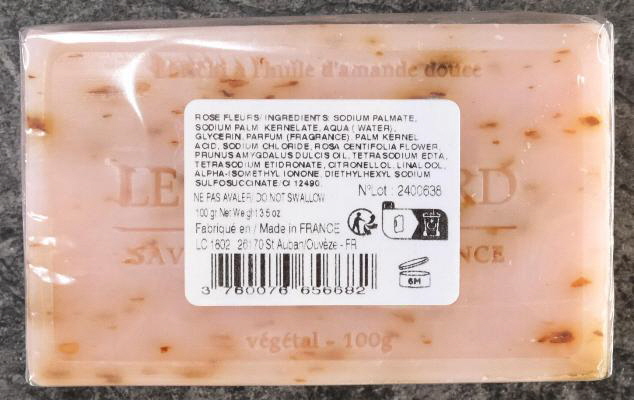 à l'huile d'amande douce
ROSE FLEURS/ INGREDIENTS: SODIUM PALMATE,
SODIUM PALM KERNELATE, AQUA ( WATER),
GLYCERIN, PARFUM (FRAGRANCE), PALM KERNEL
ACID, SODIUM CHLORIDE, ROSA CENTIFOLIA FLOWER,
PRUNUS AMYGDALUS DULCIS OIL, TETRASODIUM EDTA,
TETRASODIUM ETIDRONATE, CITRONELLOL, LINALOOL,
ALPHA-ISOMETHYL IONONE, DIETHYLHEXYL SODIUM
SULFOSUCCINATE/CI 12490.
N°Lot : 2400638
NE PAS AVALER/ DO NOT SWALLOW
100 gr Net Weight 3.5 oz
Fabriqué en / Made in FRANCE
LC 1802 26170 St Auban/Ouvèze - FR
6M
3 760076 656682
végétal - 100g